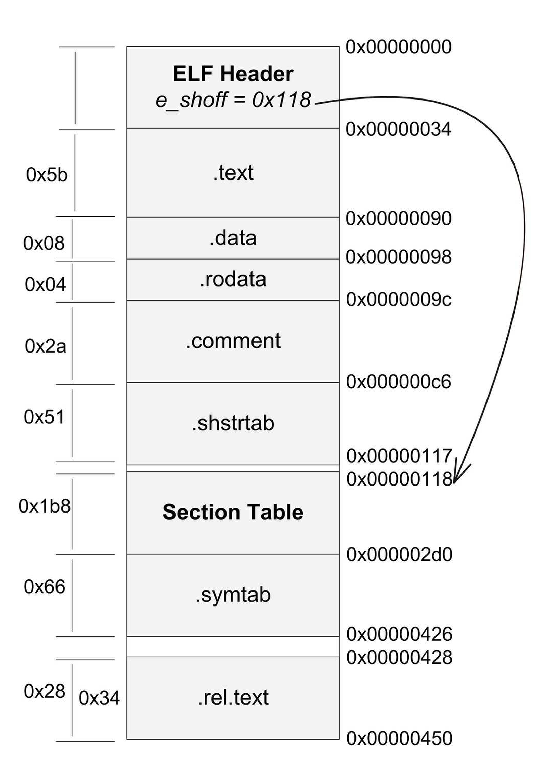 0x00000000
ELF Header
e_shoff = 0x118
0x00000034
0x5b
.text
0x00000090
0x08
.data
0x00000098
0x04
.rodata
0x0000009c
0x2a
.comment
0x000000c6
0x51
.shstrtab
0x00000117
0x00000118
0x1b8
Section Table
0x000002d0
0x66
.symtab
0x00000426
0x00000428
0x28
0x34
.rel.text
0x00000450